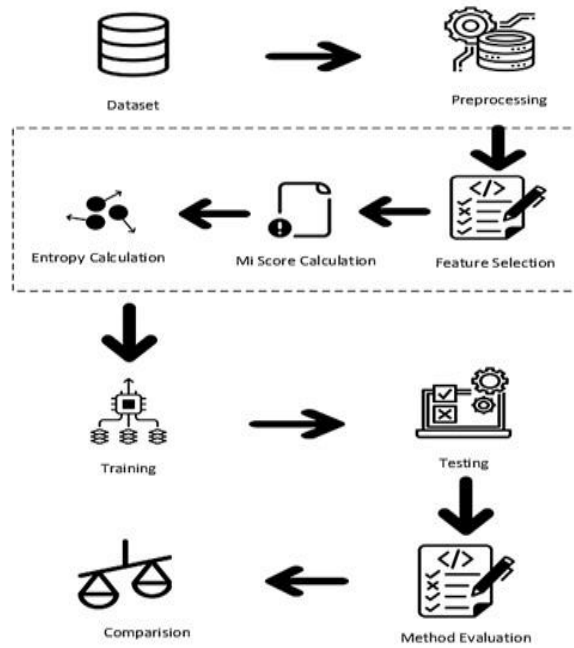 Dataset
Preprocessing
Feature Selection
</>
Mi Score Calculation
Entropy Calculation
Training
Testing
</>
Method Evaluation
Comparision